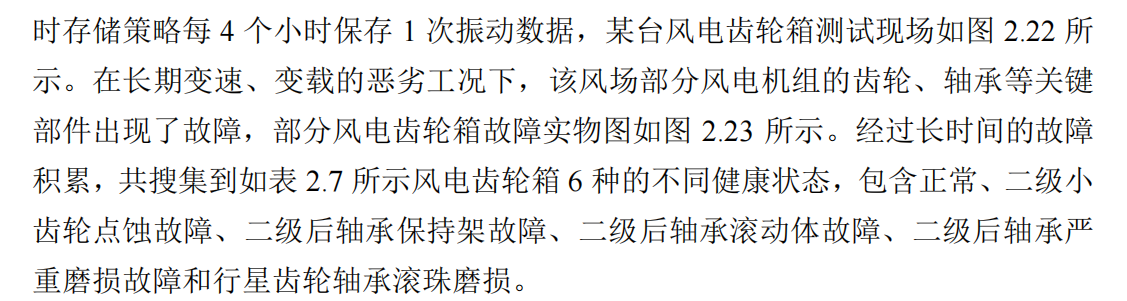 时存储策略每 4 个小时保存 1 次振动数据，某台风电齿轮箱测试现场如图 2.22 所
示。在长期变速、变载的恶劣工况下，该风场部分风电机组的齿轮、轴承等关键
部件出现了故障，部分风电齿轮箱故障实物图如图 2.23 所示。经过长时间的故障
积累，共搜集到如表 2.7 所示风电齿轮箱 6 种的不同健康状态，包含正常、二级小
齿轮点蚀故障、二级后轴承保持架故障、二级后轴承滚动体故障、二级后轴承严
重磨损故障和行星齿轮轴承滚珠磨损。